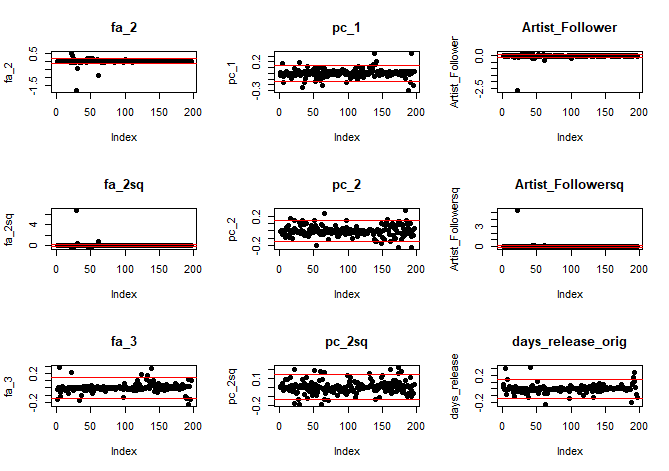 fa_2
fa_2
0.5
-1.5
0
50
100
150
200
Index
pc_1
pc_1
0.2
-0.3
0
50
100
150
200
Index
Artist_Follower
Artist_Follower
0.0
-2.5
0
50
100
150
200
Index
fa_2sq
fa_2sq
4
0
0
50
100
150
200
Index
pc_2
pc_2
0.2
-0.2
0
50
100
150
200
Index
Artist_Followersq
Artist_Followersq
3
0
0
50
100
150
200
Index
fa_3
fa_3
0.2
-0.2
0
50
100
150
200
Index
pc_2sq
pc_2sq
0.1
-0.2
0
50
100
150
200
Index
days_release_orig
days_release
0.2
-0.2
0
50
100
150
200
Index